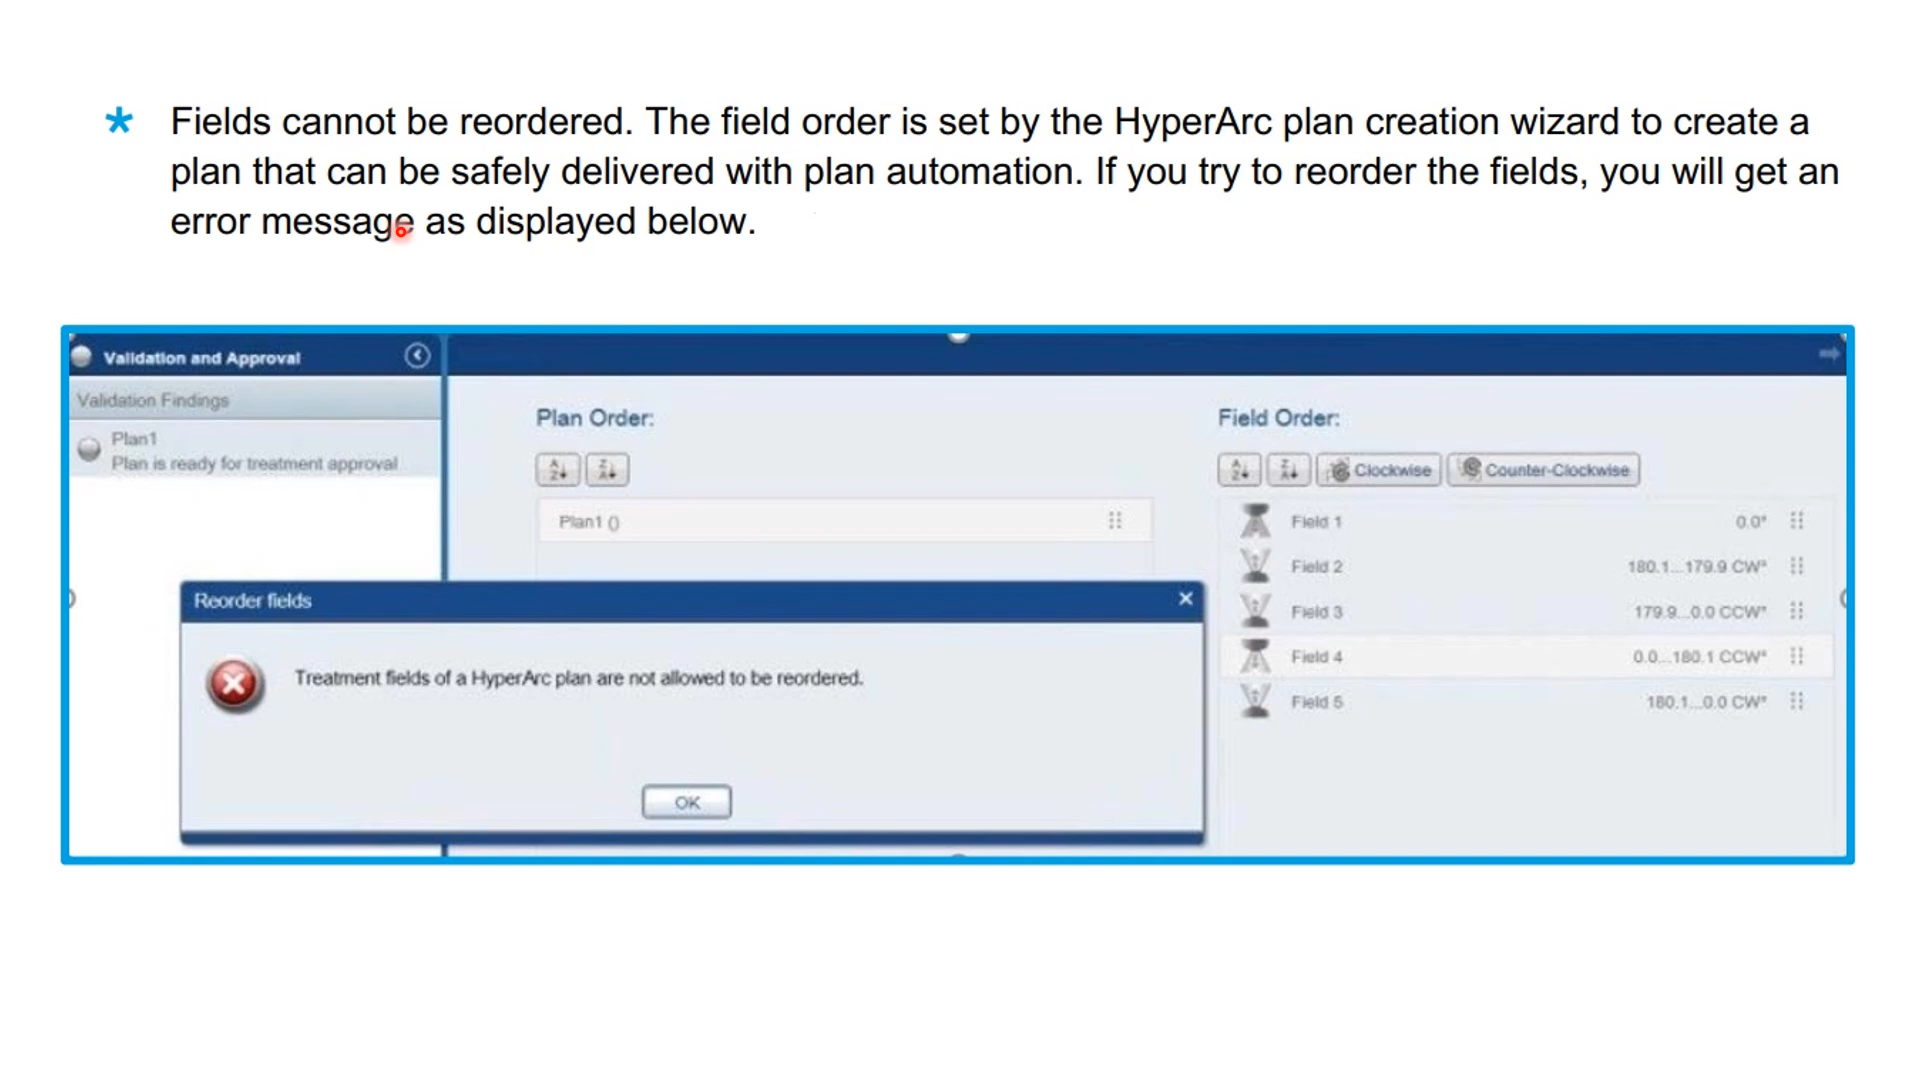 * Fields cannot be reordered. The field order is set by the HyperArc plan creation wizard to create a
plan that can be safely delivered with plan automation. If you try to reorder the fields, you will get an
error message as displayed below.
Validation and Approval
Validation Findings
Plan1
Plan is ready for treatment approval
Plan Order:
Plan1 ()
Field Order:
Clockwise
Counter-Clockwise
Field 1 0.0°
Field 2 180.1...179.9 CW°
Field 3 179.9...0.0 CCW°
Field 4 0.0...180.1 CCW°
Field 5 180.1...0.0 CW°
Reorder fields
Treatment fields of a HyperArc plan are not allowed to be reordered.
OK